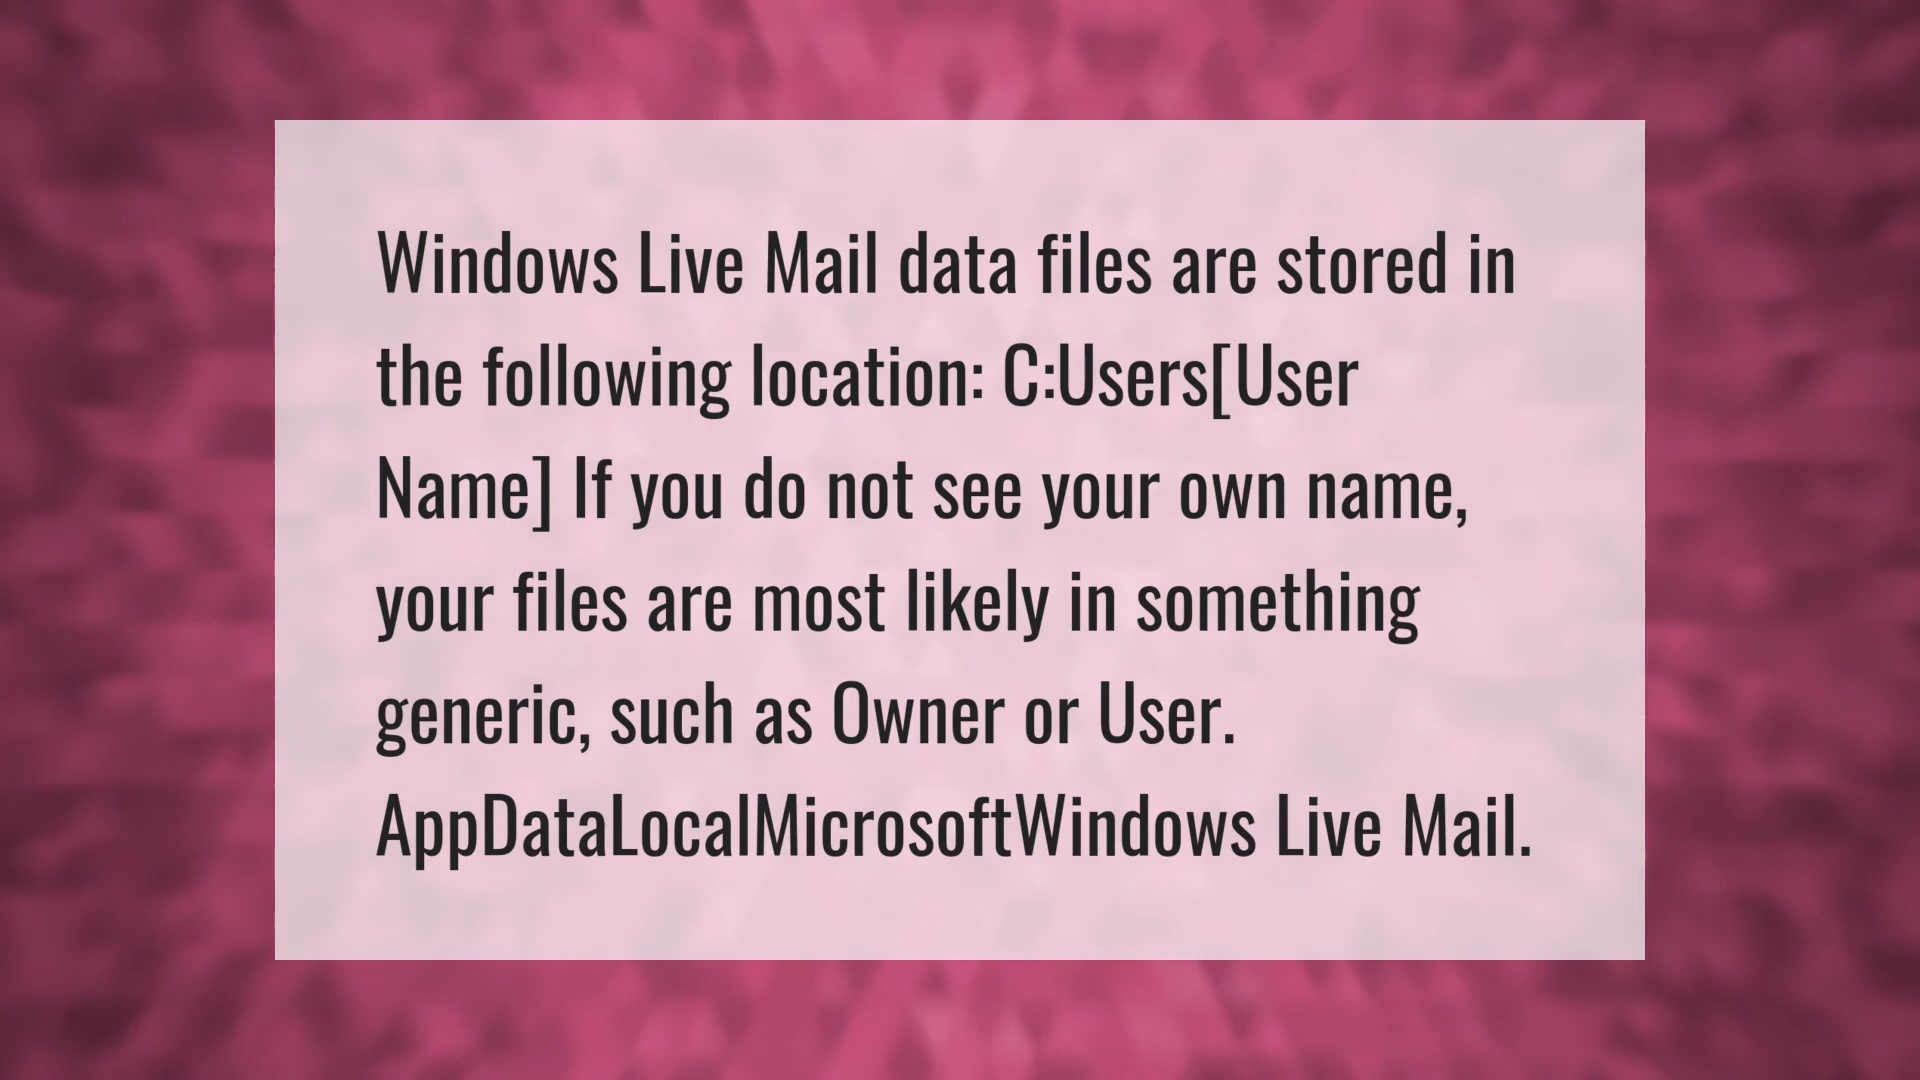 Windows Live Mail data files are stored in
the following location: C:Users[User
Name] If you do not see your own name,
your files are most likely in something
generic, such as Owner or User.
AppDataLocalMicrosoftWindows Live Mail.